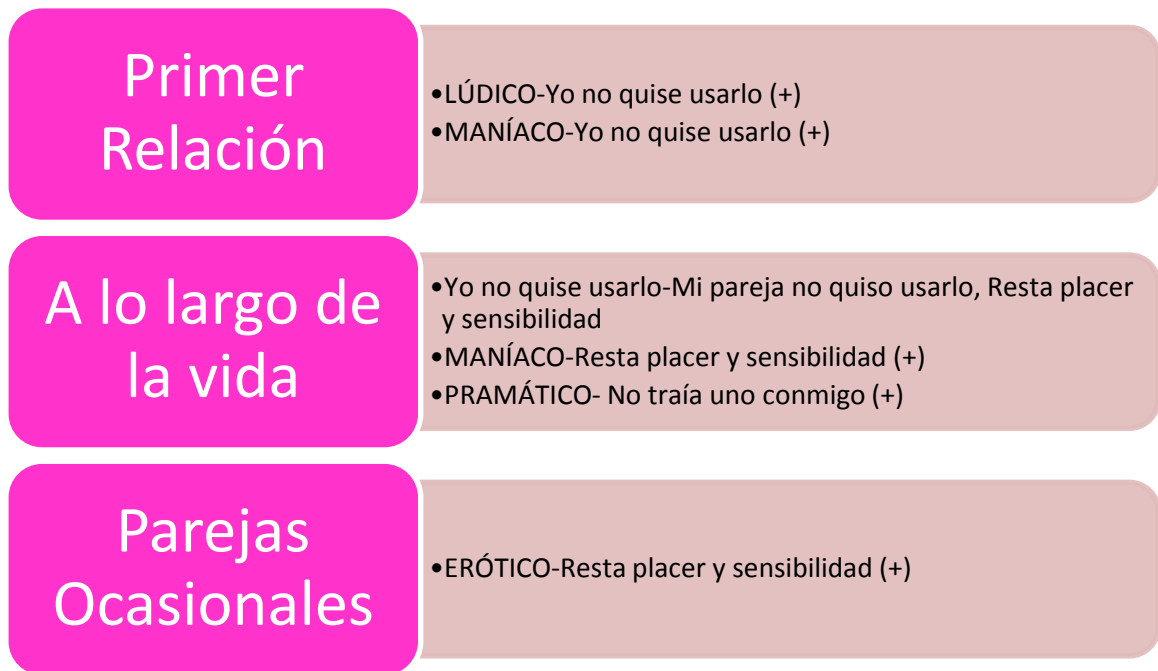 Primer
Relación
•LÚDICO-Yo no quise usarlo (+)
•MANÍACO-Yo no quise usarlo (+)
A lo largo de
la vida
•Yo no quise usarlo-Mi pareja no quiso usarlo, Resta placer
y sensibilidad
•MANÍACO-Resta placer y sensibilidad (+)
•PRAMÁTICO- No traía uno conmigo (+)
Parejas
Ocasionales
•ERÓTICO-Resta placer y sensibilidad (+)